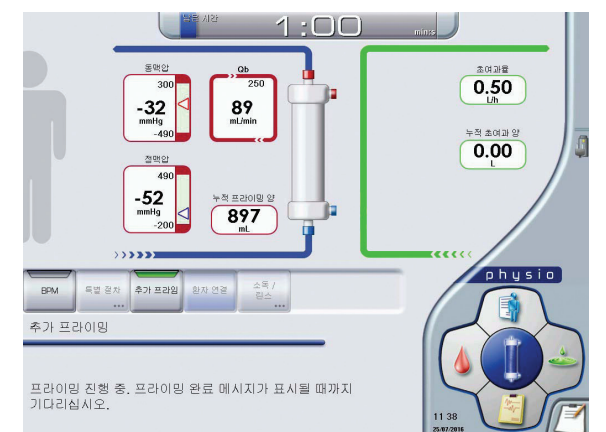 남은 시간
1:00
min:s
동맥압
300
-32
mmHg
-490
Qb
250
89
mL/min
정맥압
490
-52
mmHg
-200
누적 프라이밍 양
897
mL
초여과율
0.50
L/h
누적 초여과 양
0.00
L
BPM
특별 절차
...
추가 프라임
환자 연결
소독 /
린스
...
추가 프라이밍
프라이밍 진행 중. 프라이밍 완료 메시지가 표시될 때까지
기다리십시오.
physio
11 38
25/07/2016